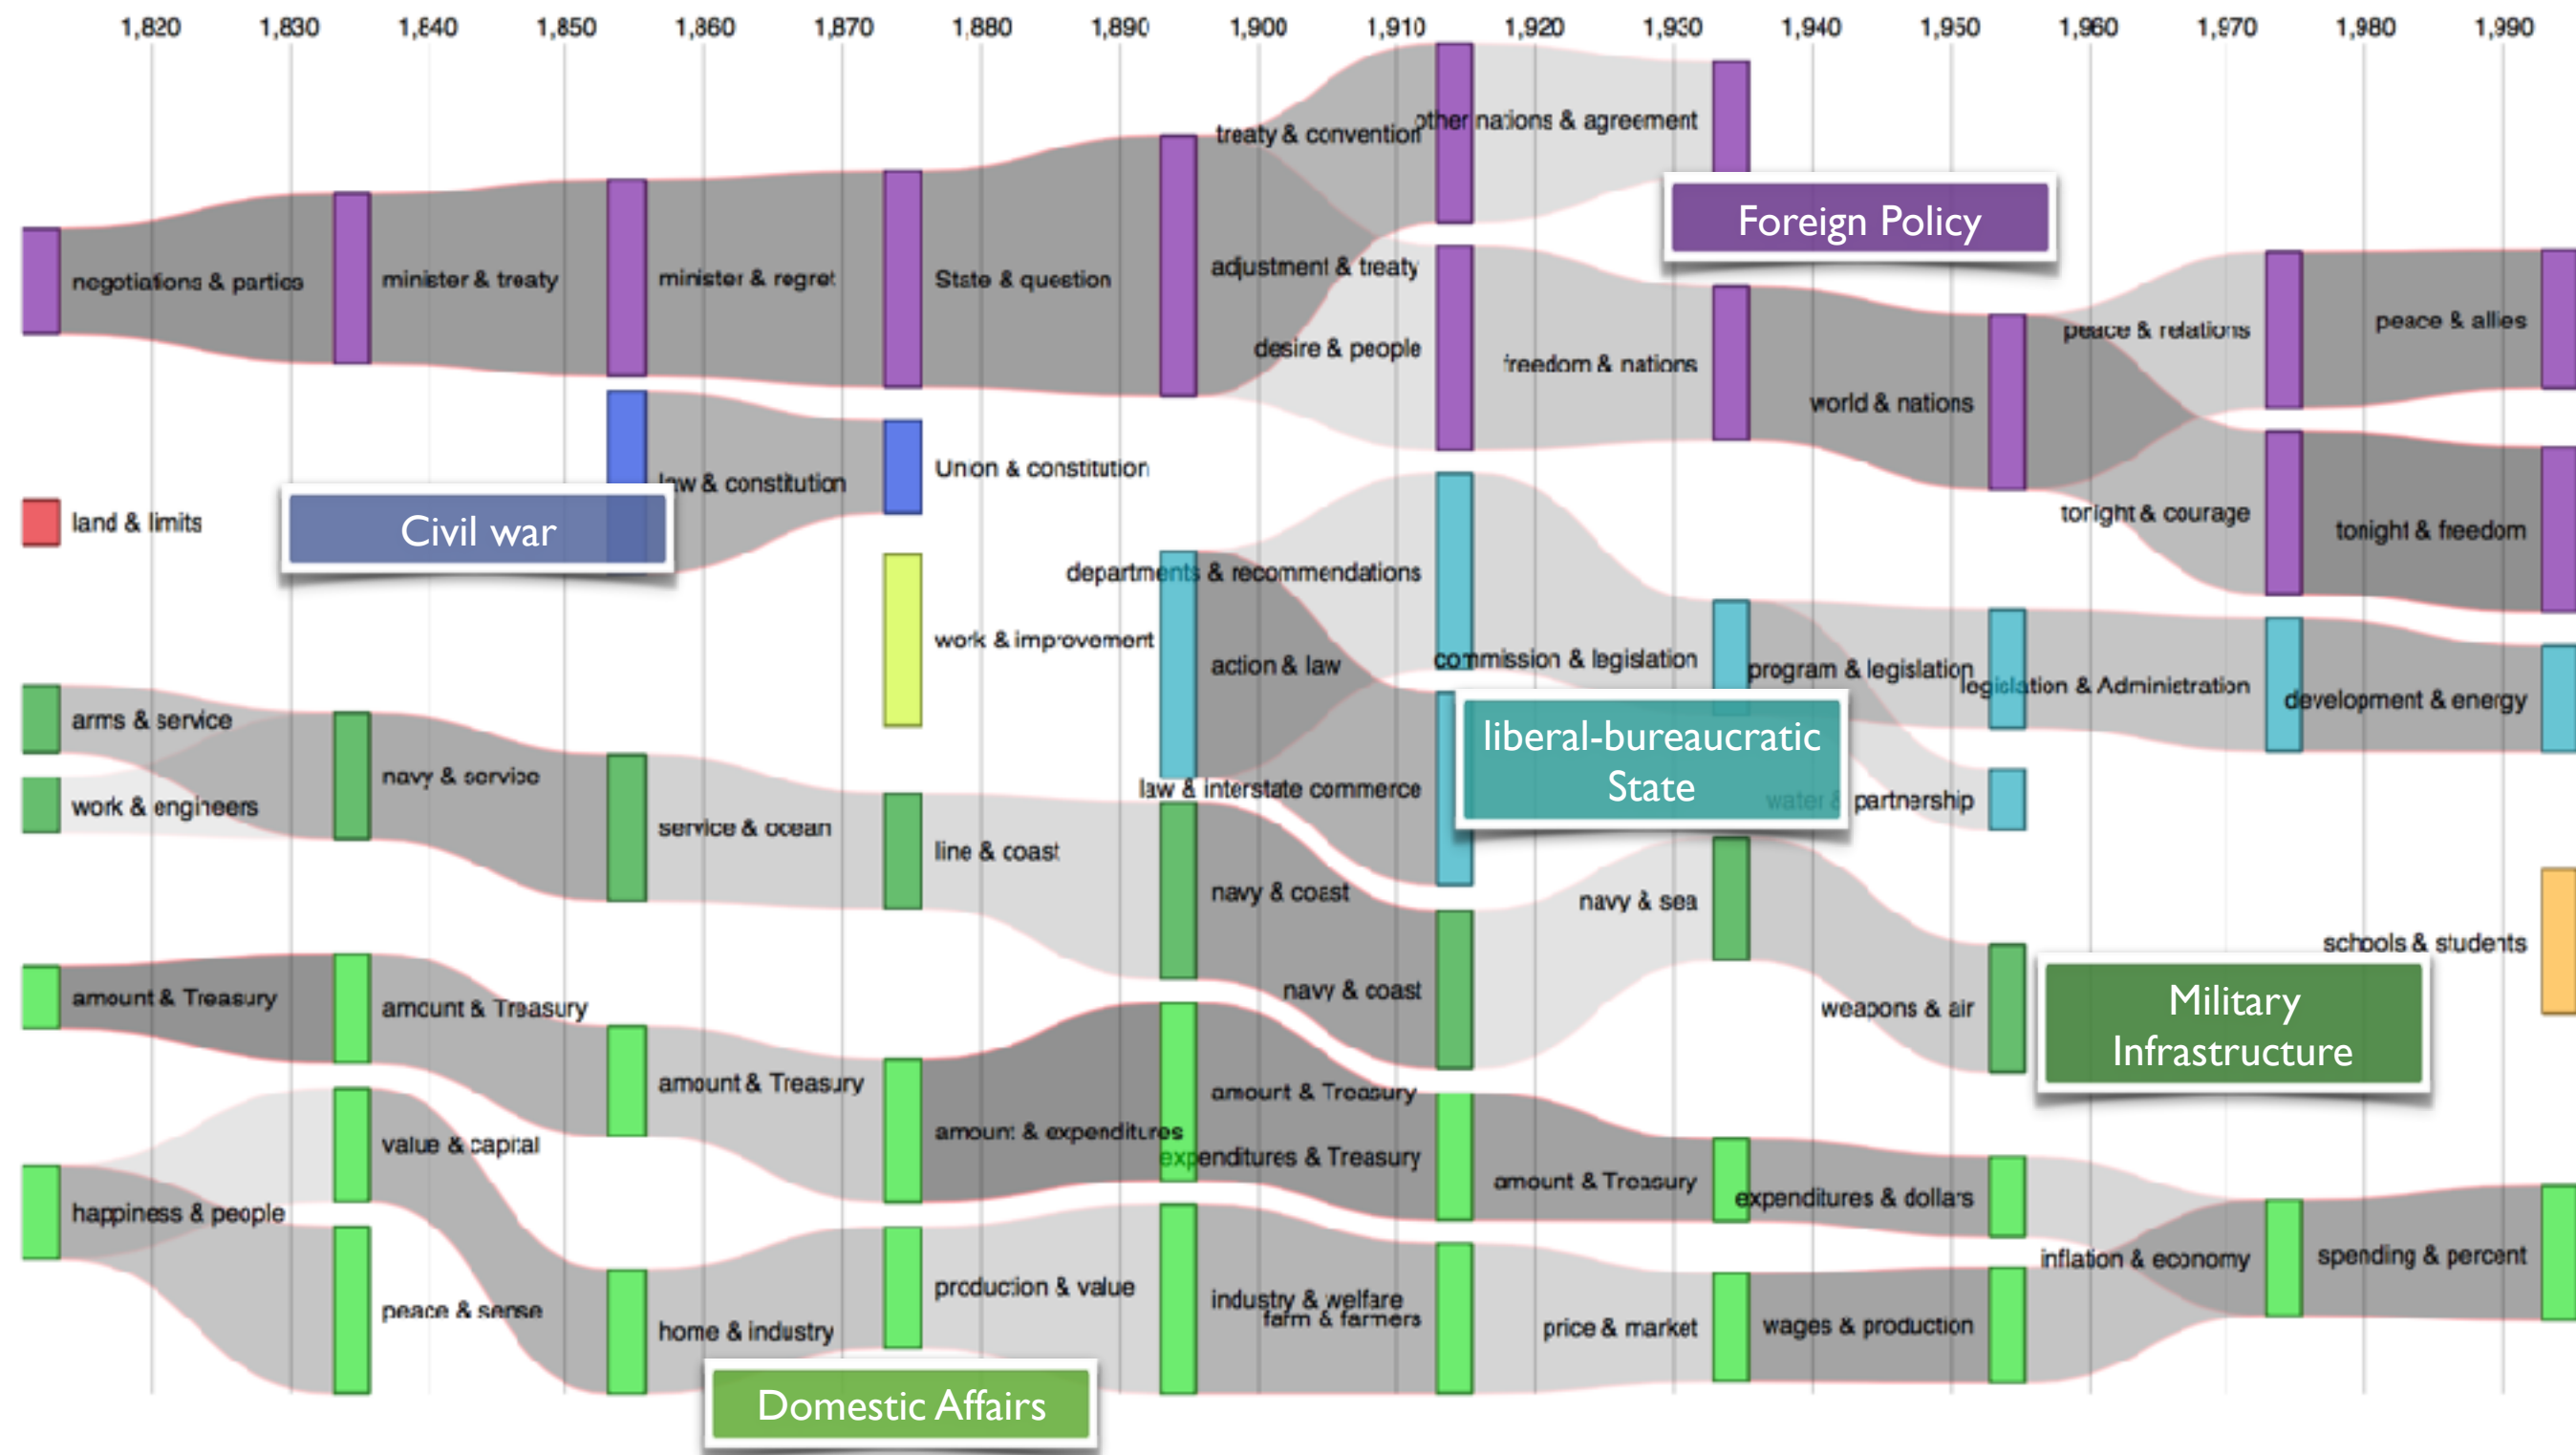 1,820 1,830 1,840 1,850 1,860 1,870 1,880 1,890 1,900 1,910 1,920 1,930 1,940 1,950 1,960 1,970 1,980 1,990
treaty & convention
other nations & agreement
Foreign Policy
negotiations & parties
minister & treaty
minister & regret
State & question
adjustment & treaty
desire & people
freedom & nations
world & nations
peace & relations
peace & allies
land & limits
Civil war
law & constitution
Union & constitution
tonight & courage
tonight & freedom
departments & recommendations
work & improvement
action & law
commission & legislation
program & legislation
legislation & Administration
development & energy
arms & service
navy & service
work & engineers
service & ocean
line & coast
law & interstate commerce
liberal-bureaucratic
State
water & partnership
navy & coast
navy & sea
navy & coast
weapons & air
schools & students
Military
Infrastructure
amount & Treasury
amount & Treasury
amount & Treasury
amount & expenditures
amount & Treasury
expenditures & Treasury
amount & Treasury
expenditures & dollars
value & capital
happiness & people
peace & sense
home & industry
production & value
industry & welfare
farm & farmers
price & market
wages & production
inflation & economy
spending & percent
Domestic Affairs